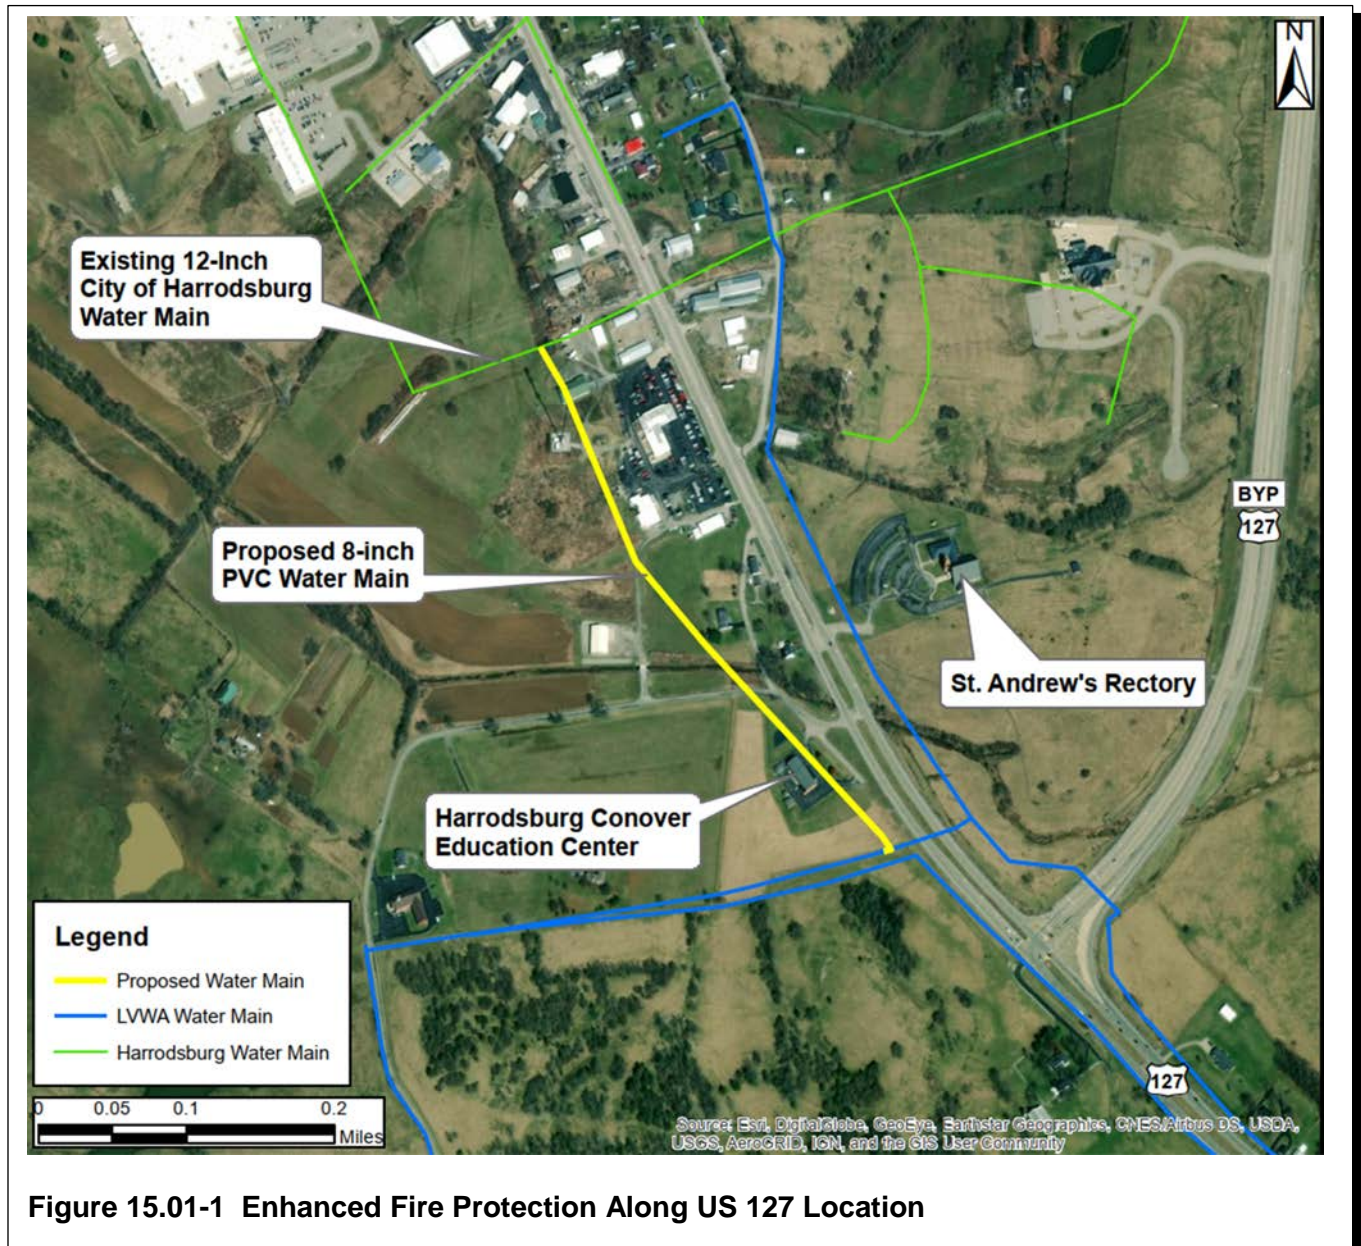 N
Existing 12-Inch
City of Harrodsburg
Water Main
BYP
127
Proposed 8-inch
PVC Water Main
St. Andrew's Rectory
Harrodsburg Conover
Education Center
Legend
Proposed Water Main
LVWA Water Main
Harrodsburg Water Main
127
0 0.05 0.1 0.2
Miles
Source: Esri, DigitalGlobe, GeoEye, Earthstar Geographics, CNES/Airbus DS, USDA,
USGS, AeroGRID, IGN, and the GIS User Community
Figure 15.01-1 Enhanced Fire Protection Along US 127 Location